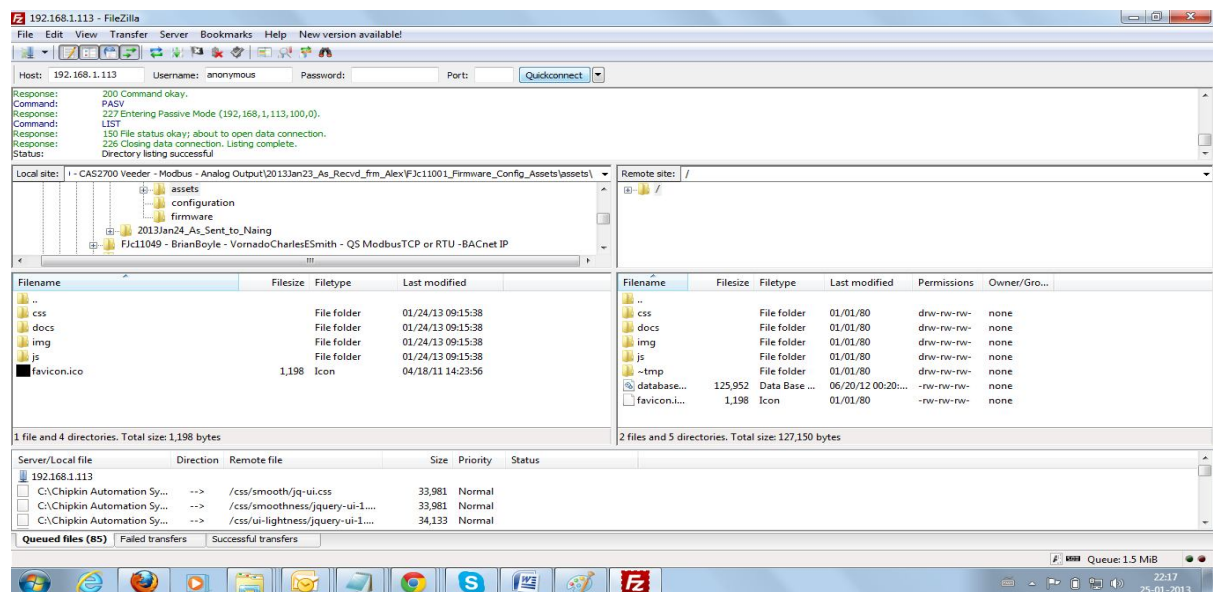 192.168.1.113 - FileZilla
File Edit View Transfer Server Bookmarks Help New version available!
Host: 192.168.1.113 Username: anonymous Password: Port: Quickconnect
Response: 200 Command okay.
Command: PASV
Response: 227 Entering Passive Mode (192,168,1,113,100,0).
Command: LIST
Response: 150 File status okay; about to open data connection.
Response: 226 Closing data connection. Listing complete.
Status: Directory listing successful
Local site: - CAS2700 Veeder - Modbus - Analog Output\2013Jan23_As_Recvd_frm_Alex\FJc11001_Firmware_Config_Assets\assets\
Remote site: /
assets
configuration
firmware
2013Jan24_As_Sent_to_Naing
FJc11049 - BrianBoyle - VornadoCharlesESmith - QS ModbusTCP or RTU -BACnet IP
/
Filename Filesize Filetype Last modified
..
css File folder 01/24/13 09:15:38
docs File folder 01/24/13 09:15:38
img File folder 01/24/13 09:15:38
js File folder 01/24/13 09:15:38
favicon.ico 1,198 Icon 04/18/11 14:23:56
1 file and 4 directories. Total size: 1,198 bytes
Filename Filesize Filetype Last modified Permissions Owner/Gro...
..
css File folder 01/01/80 drw-rw-rw- none
docs File folder 01/01/80 drw-rw-rw- none
img File folder 01/01/80 drw-rw-rw- none
js File folder 01/01/80 drw-rw-rw- none
~tmp File folder 01/01/80 drw-rw-rw- none
database... 125,952 Data Base ... 06/20/12 00:20:... -rw-rw-rw- none
favicon.i... 1,198 Icon 01/01/80 -rw-rw-rw- none
2 files and 5 directories. Total size: 127,150 bytes
Server/Local file Direction Remote file Size Priority Status
192.168.1.113
C:\Chipkin Automation Sy... --> /css/smooth/jq-ui.css 33,981 Normal
C:\Chipkin Automation Sy... --> /css/smoothness/jquery-ui-1.... 33,981 Normal
C:\Chipkin Automation Sy... --> /css/ui-lightness/jquery-ui-1.... 34,133 Normal
Queued files (85) Failed transfers Successful transfers
Queue: 1.5 MiB
22:17
25-01-2013